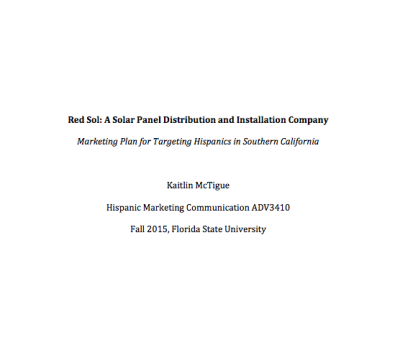 Red Sol: A Solar Panel Distribution and Installation Company
Marketing Plan for Targeting Hispanics in Southern California
Kaitlin McTigue
Hispanic Marketing Communication ADV3410
Fall 2015, Florida State University